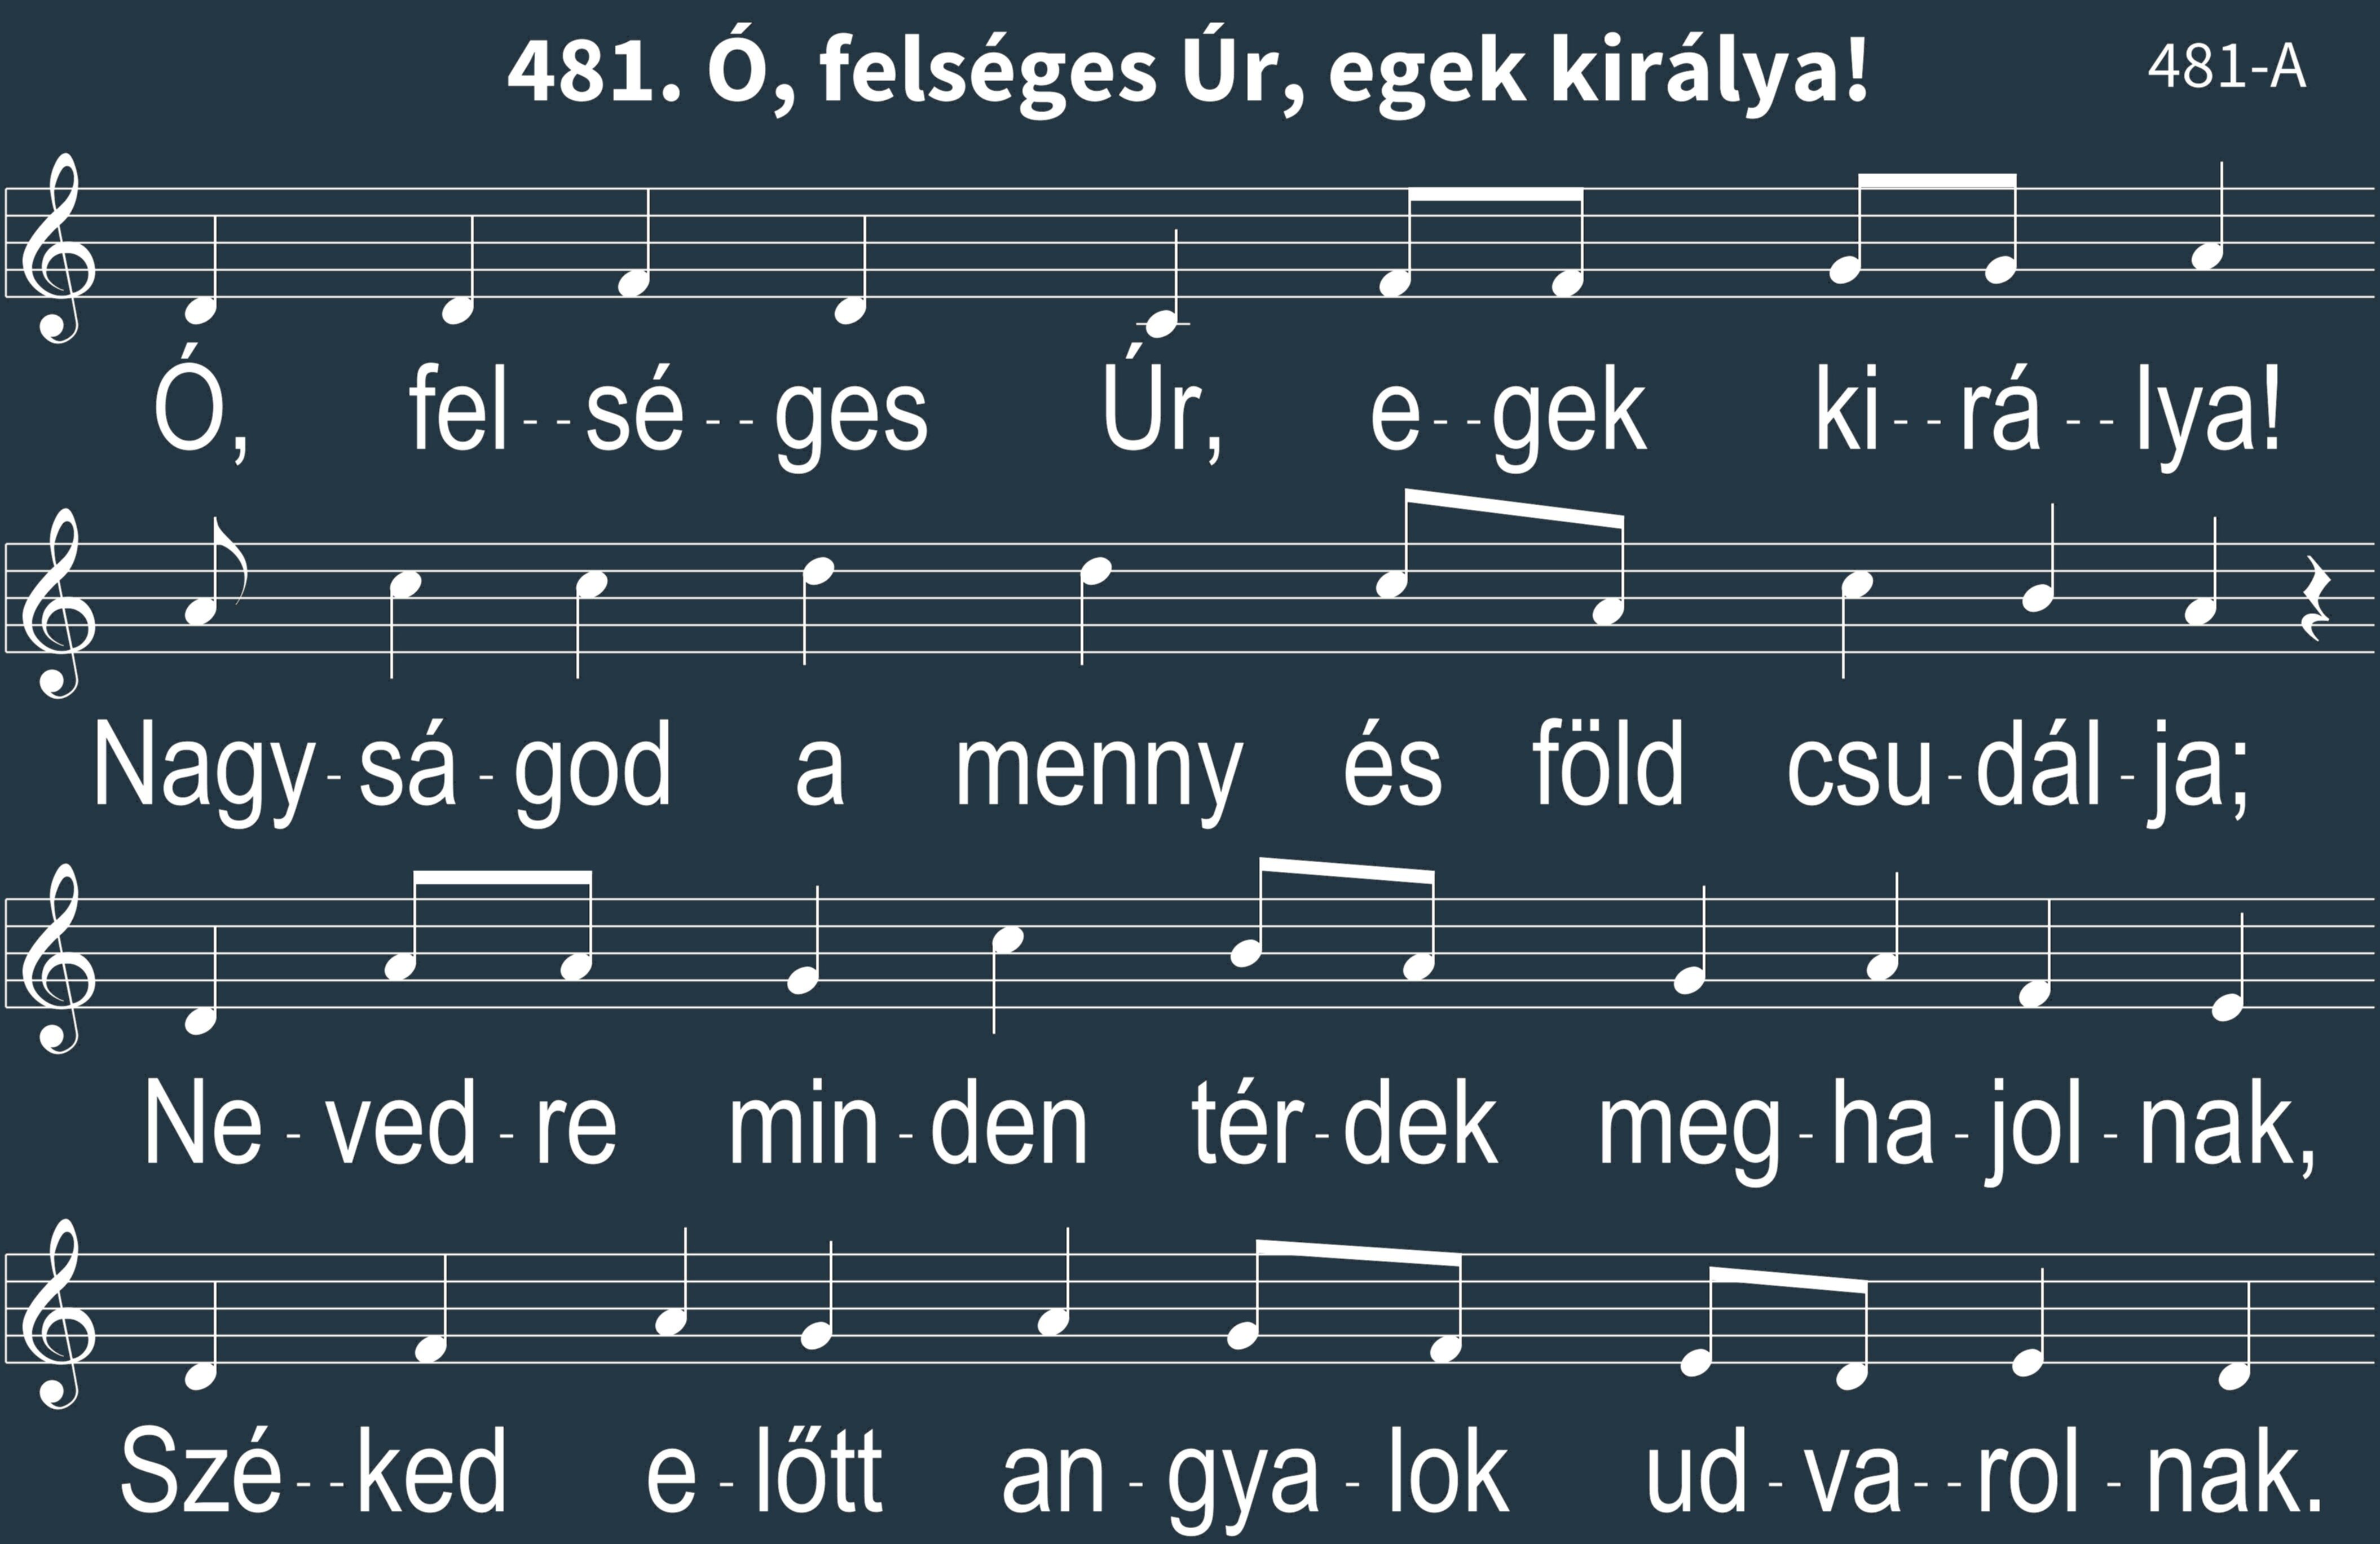 481. Ó, felséges Úr, egek királya!
481-A
Ó, fel--sé--ges Úr, e--gek ki--rá--lya!
Nagy-sá-god a menny és föld csu-dál-ja;
Ne-ved-re min-den tér-dek meg-ha-jol-nak,
Szé--ked e-lőtt an-gya-lok ud-va--rol-nak.